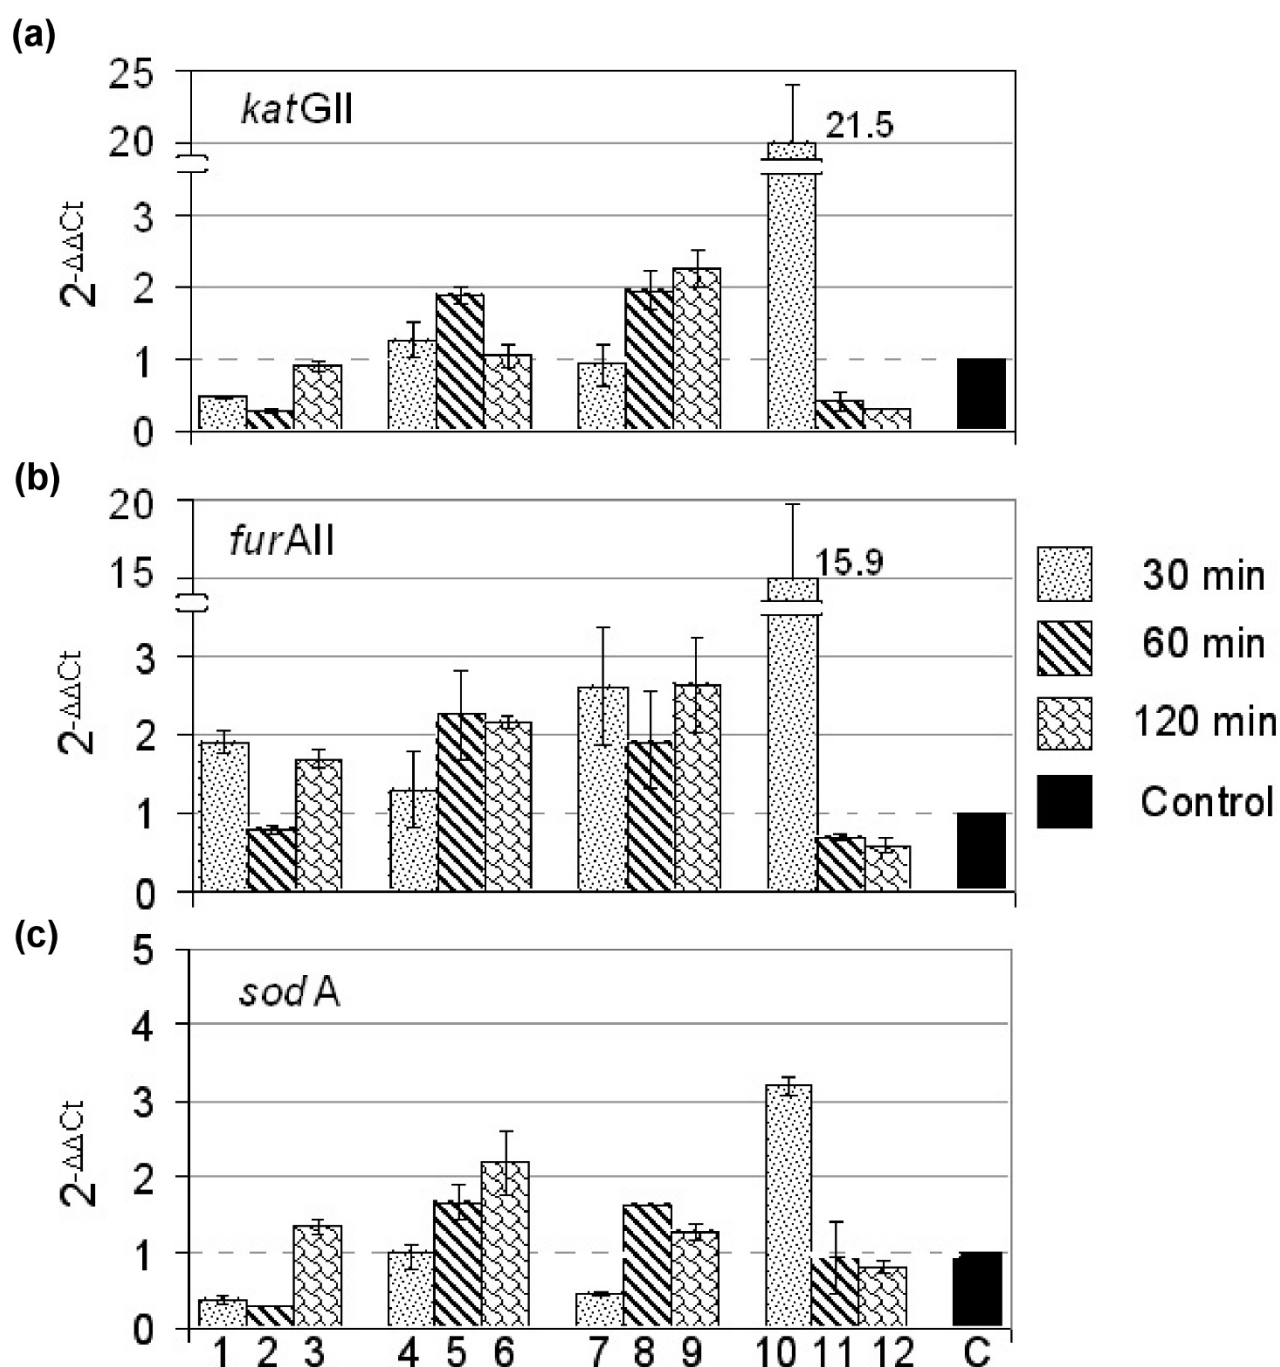 (a)
25
20
3
2
1
0
2-ΔΔCt
katGII
21.5
(b)
20
15
3
2
1
0
2-ΔΔCt
furAII
15.9
30 min
60 min
120 min
Control
(c)
5
4
3
2
1
0
2-ΔΔCt
sod A
1 2 3 4 5 6 7 8 9 10 11 12 C